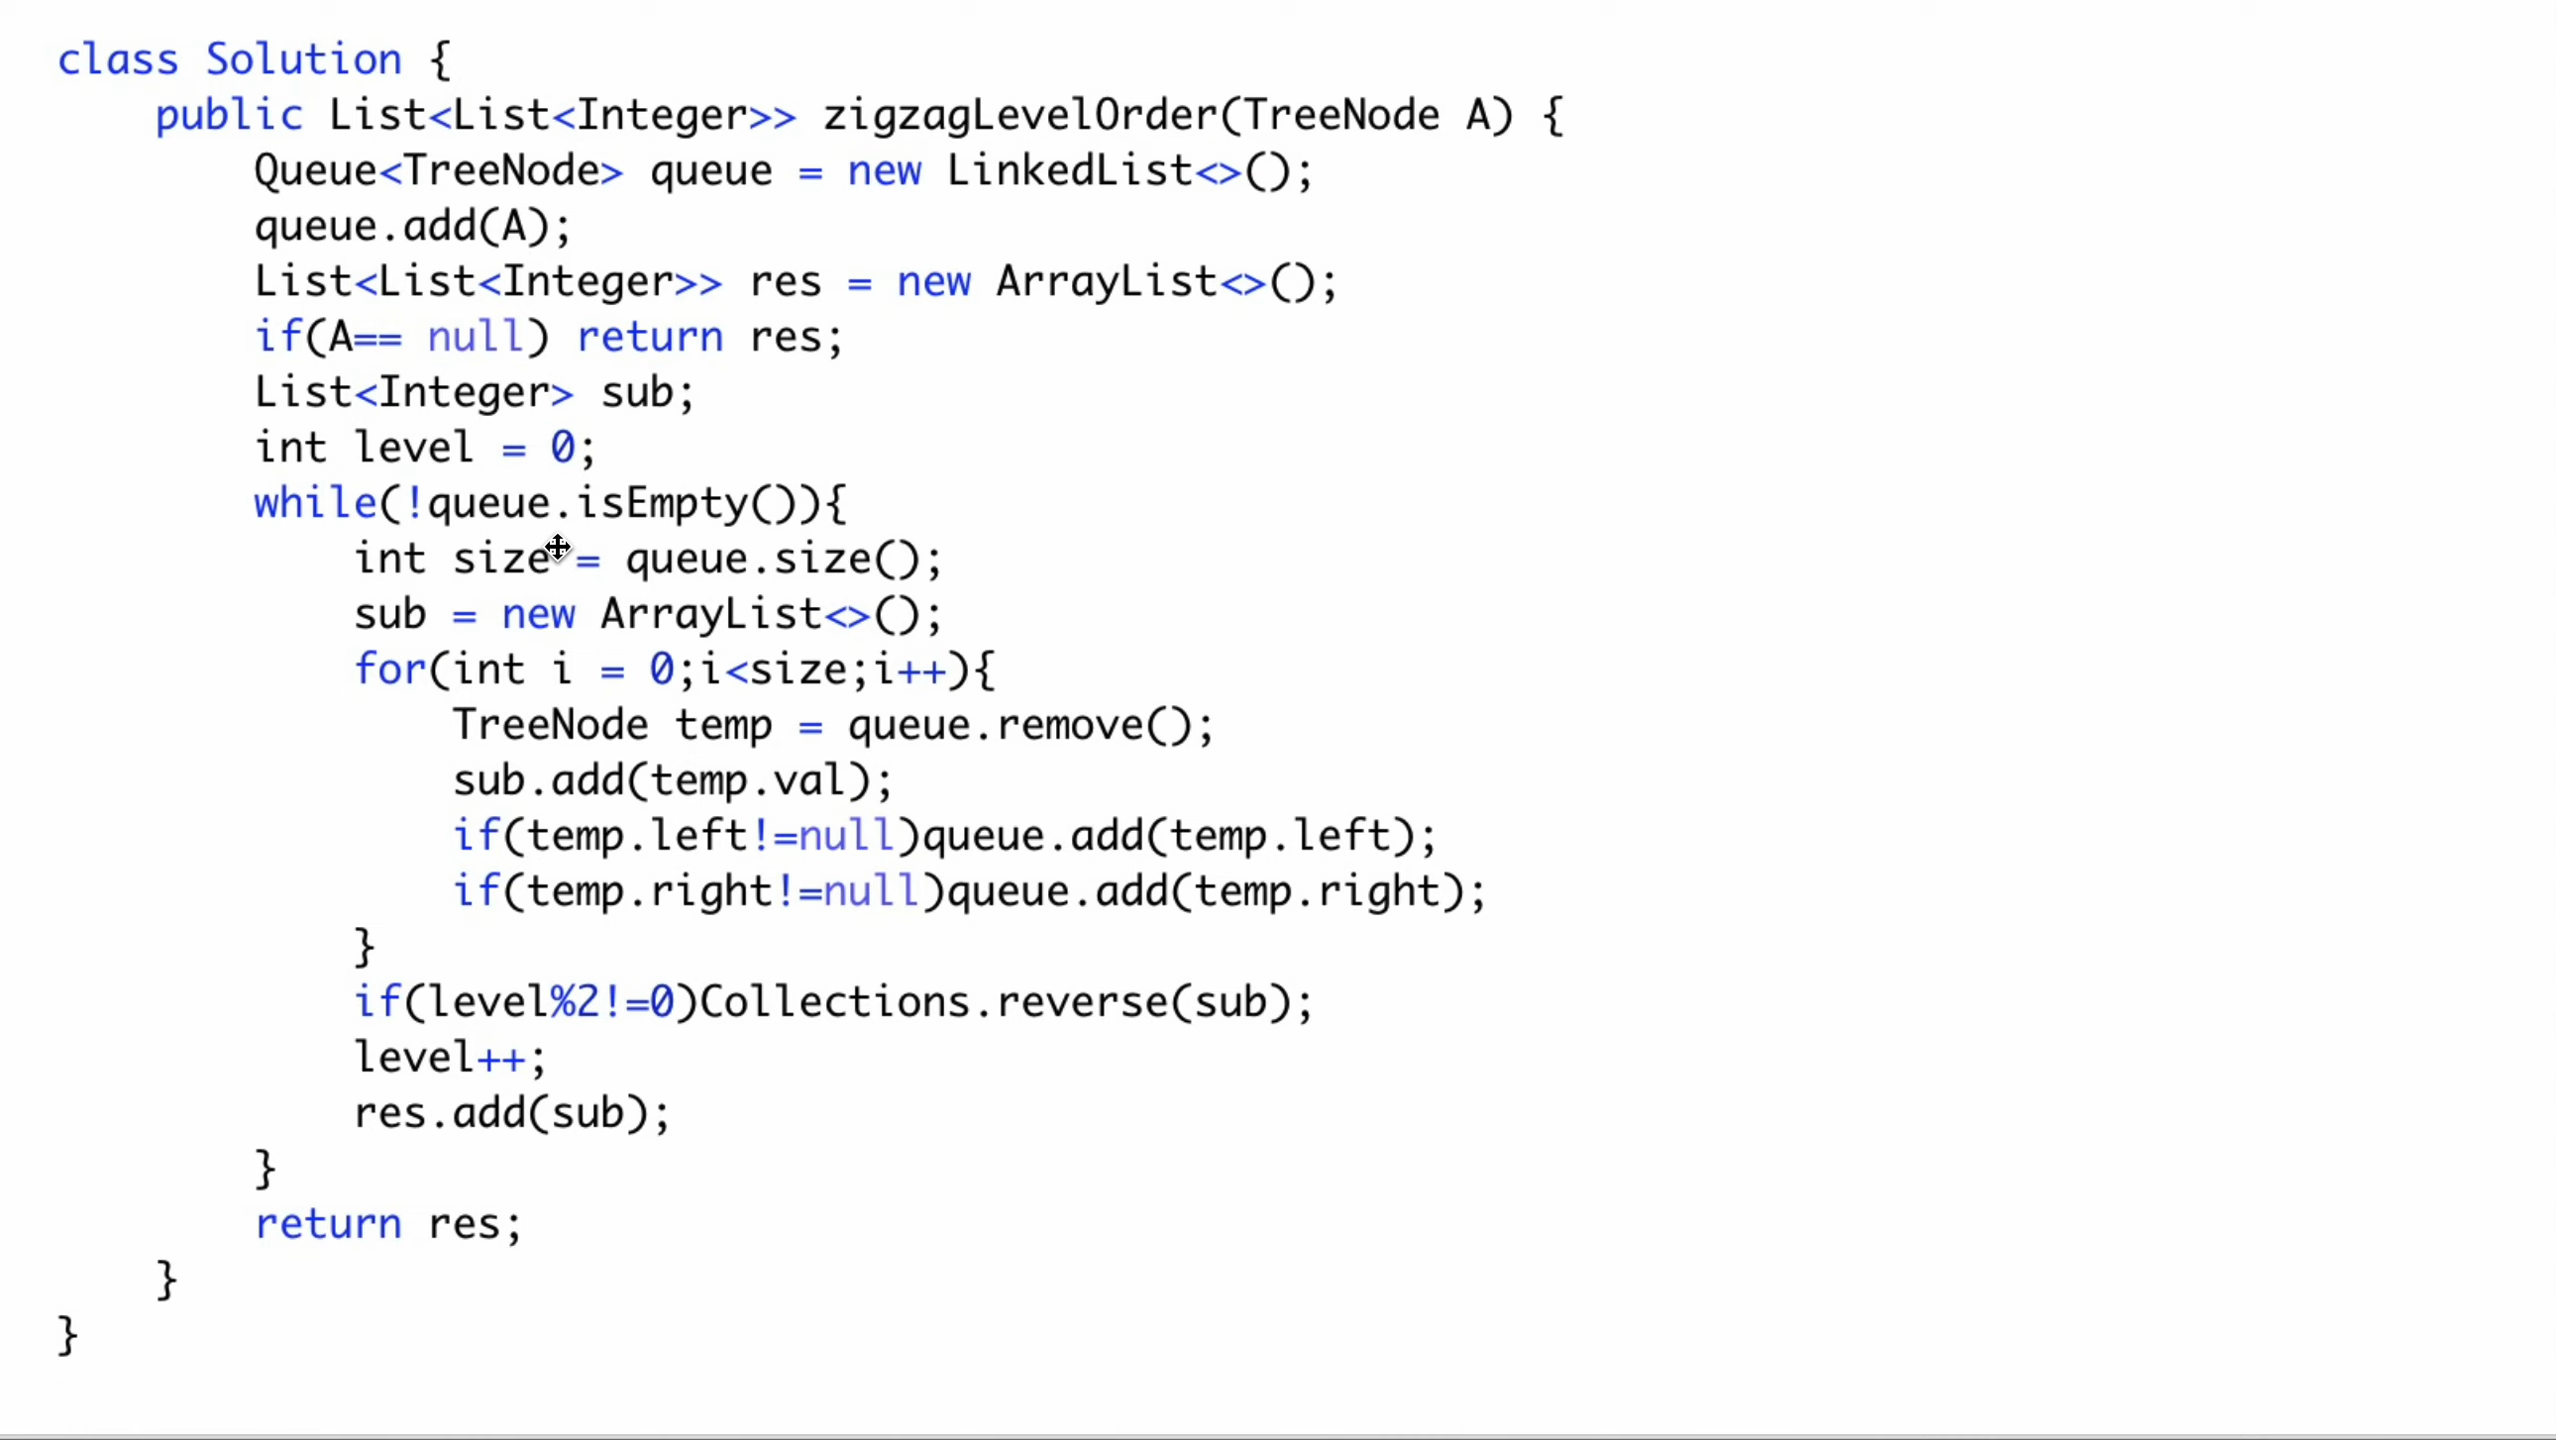 class Solution {
public List<List<Integer>> zigzagLevelOrder(TreeNode A) {
Queue<TreeNode> queue = new LinkedList<>();
queue.add(A);
List<List<Integer>> res = new ArrayList<>();
if(A== null) return res;
List<Integer> sub;
int level = 0;
while(!queue.isEmpty()){
int size = queue.size();
sub = new ArrayList<>();
for(int i = 0;i<size;i++){
TreeNode temp = queue.remove();
sub.add(temp.val);
if(temp.left!=null)queue.add(temp.left);
if(temp.right!=null)queue.add(temp.right);
}
if(level%2!=0)Collections.reverse(sub);
level++;
res.add(sub);
}
return res;
}
}